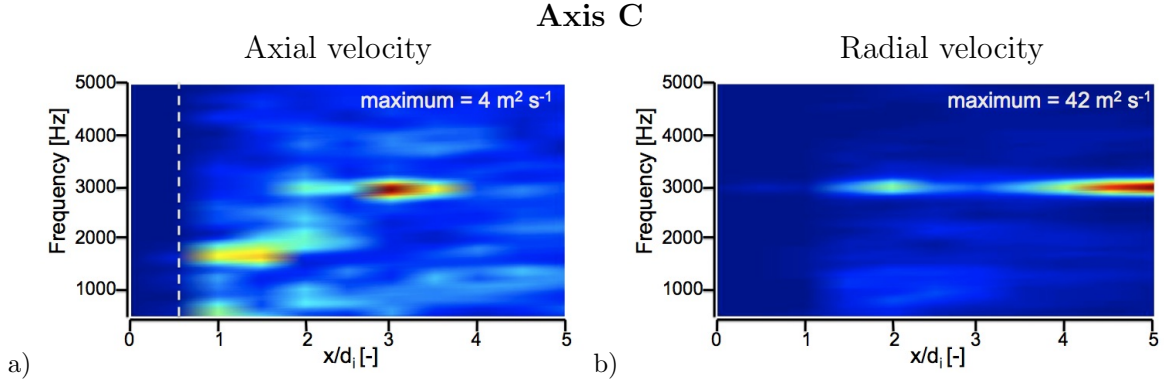 Axis C
Axial velocity
Radial velocity
5000
4000
3000
2000
1000
Frequency [Hz]
maximum = 4 m² s⁻¹
0 1 2 3 4 5
x/dᵢ [-]
a)
5000
4000
3000
2000
1000
Frequency [Hz]
maximum = 42 m² s⁻¹
0 1 2 3 4 5
x/dᵢ [-]
b)